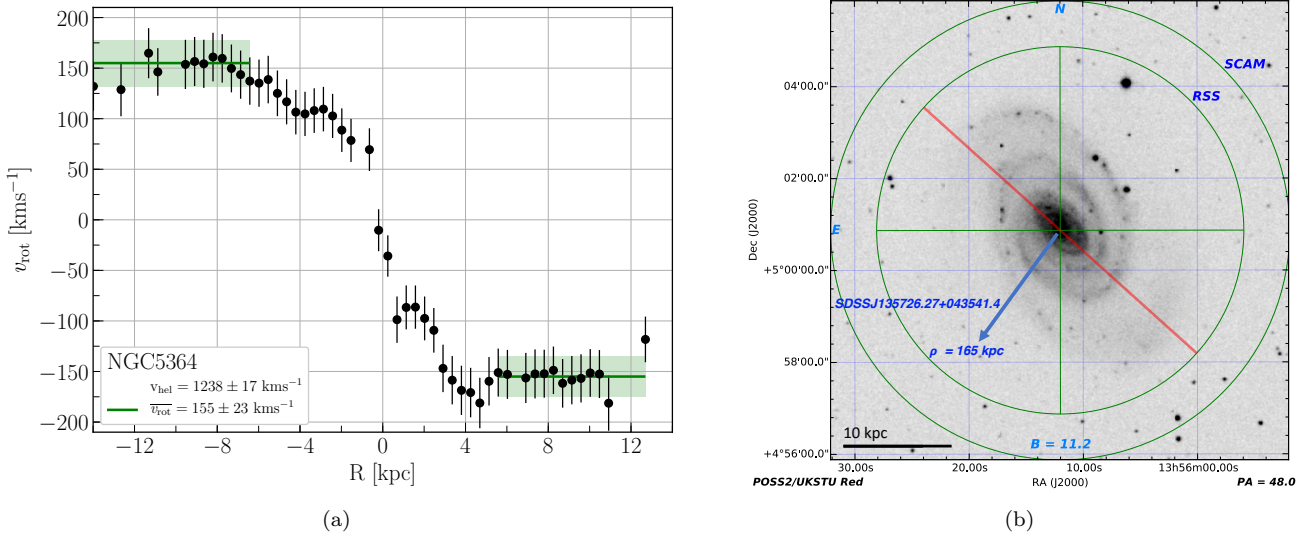 200
150
100
50
0
−50
−100
−150
−200
−12
−8
−4
0
4
8
12
v_rot [kms⁻¹]
R [kpc]
NGC5364
v_hel = 1238 ± 17 kms⁻¹
v̅_rot = 155 ± 23 kms⁻¹
(a)
N
SCAM
RSS
E
04'00.0"
02'00.0"
+5°00'00.0"
58'00.0"
+4°56'00.0"
Dec (J2000)
SDSSJ135726.27+043541.4
ρ = 165 kpc
10 kpc
B = 11.2
30.00s
20.00s
10.00s
13h56m00.00s
POSS2/UKSTU Red
RA (J2000)
PA = 48.0
(b)